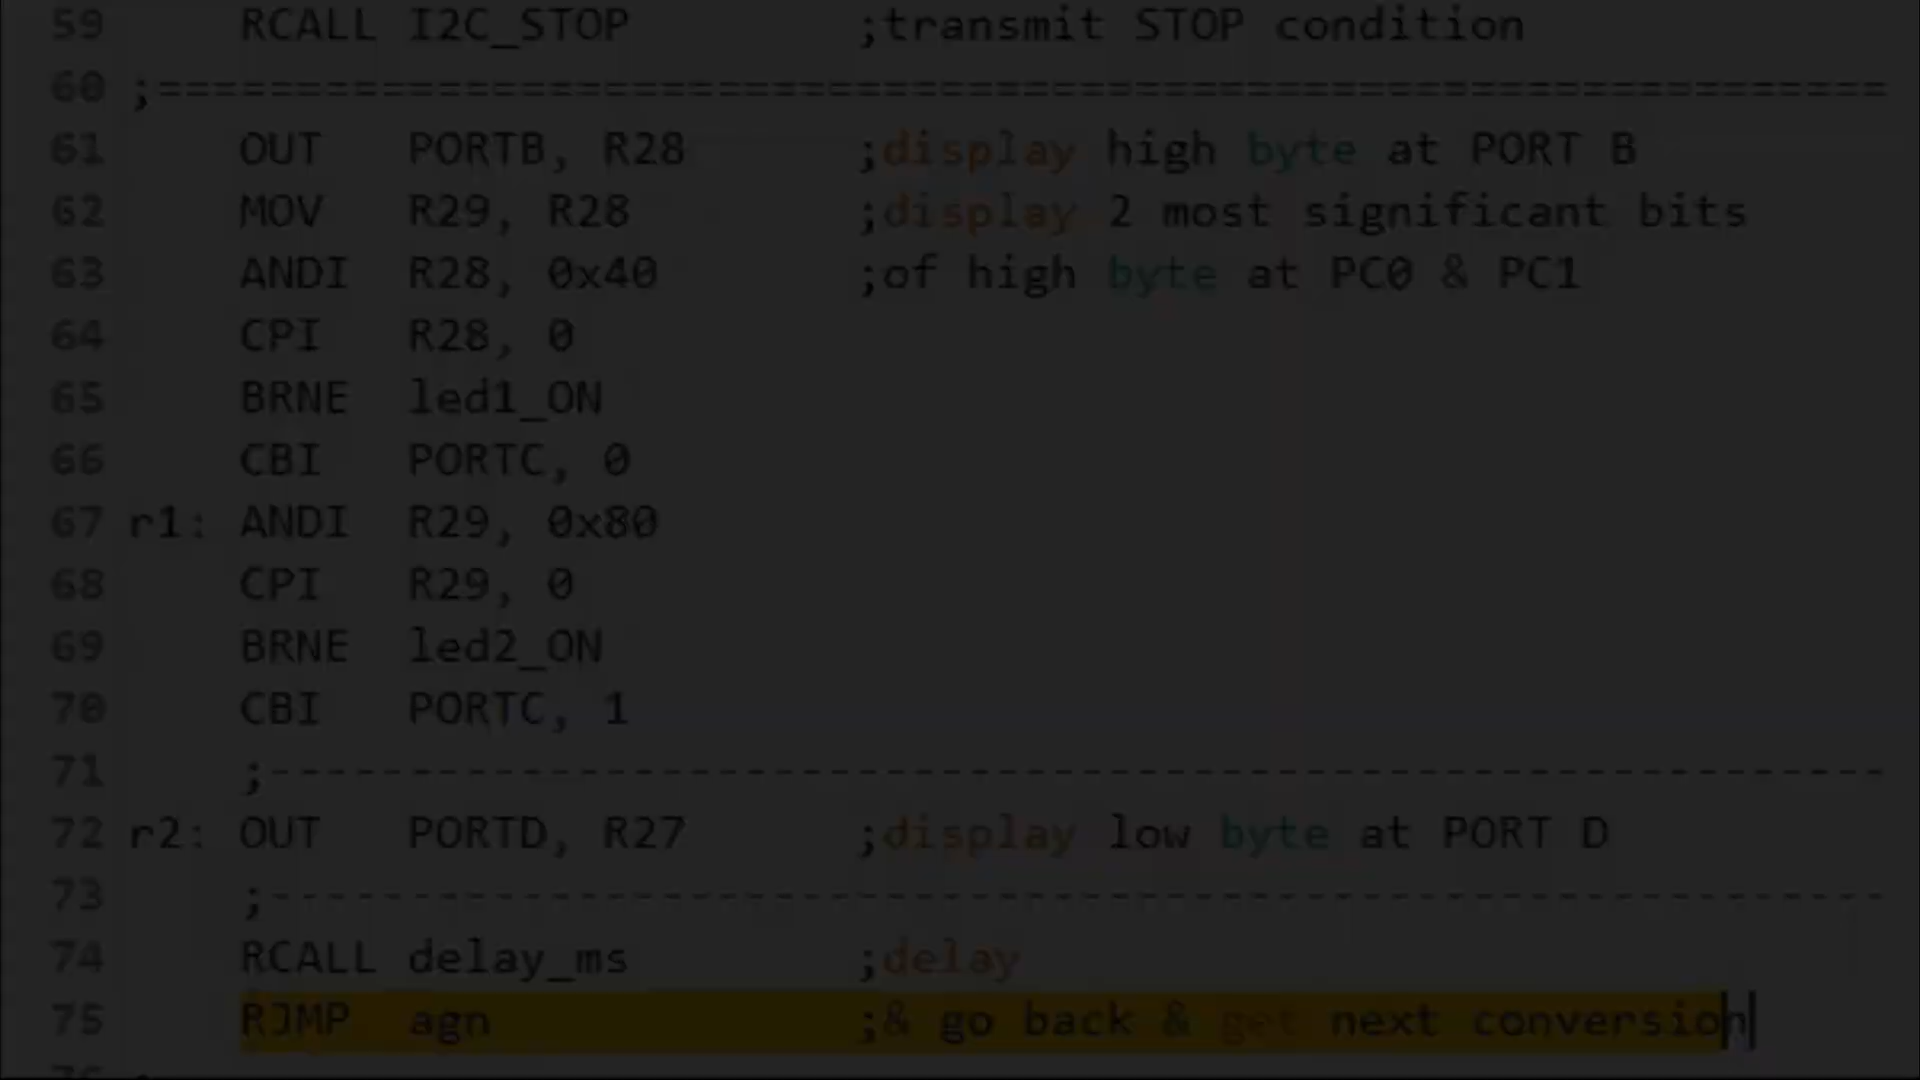 59 RCALL I2C_STOP ;transmit STOP condition
60 ;==============================================================
61 OUT PORTB, R28 ;display high byte at PORT B
62 MOV R29, R28 ;display 2 most significant bits
63 ANDI R28, 0x40 ;of high byte at PC0 & PC1
64 CPI R28, 0
65 BRNE led1_ON
66 CBI PORTC, 0
67 r1: ANDI R29, 0x80
68 CPI R29, 0
69 BRNE led2_ON
70 CBI PORTC, 1
71 ;----------------------------------------------------------
72 r2: OUT PORTD, R27 ;display low byte at PORT D
73 ;----------------------------------------------------------
74 RCALL delay_ms ;delay
75 RJMP agn ;& go back & get next conversion